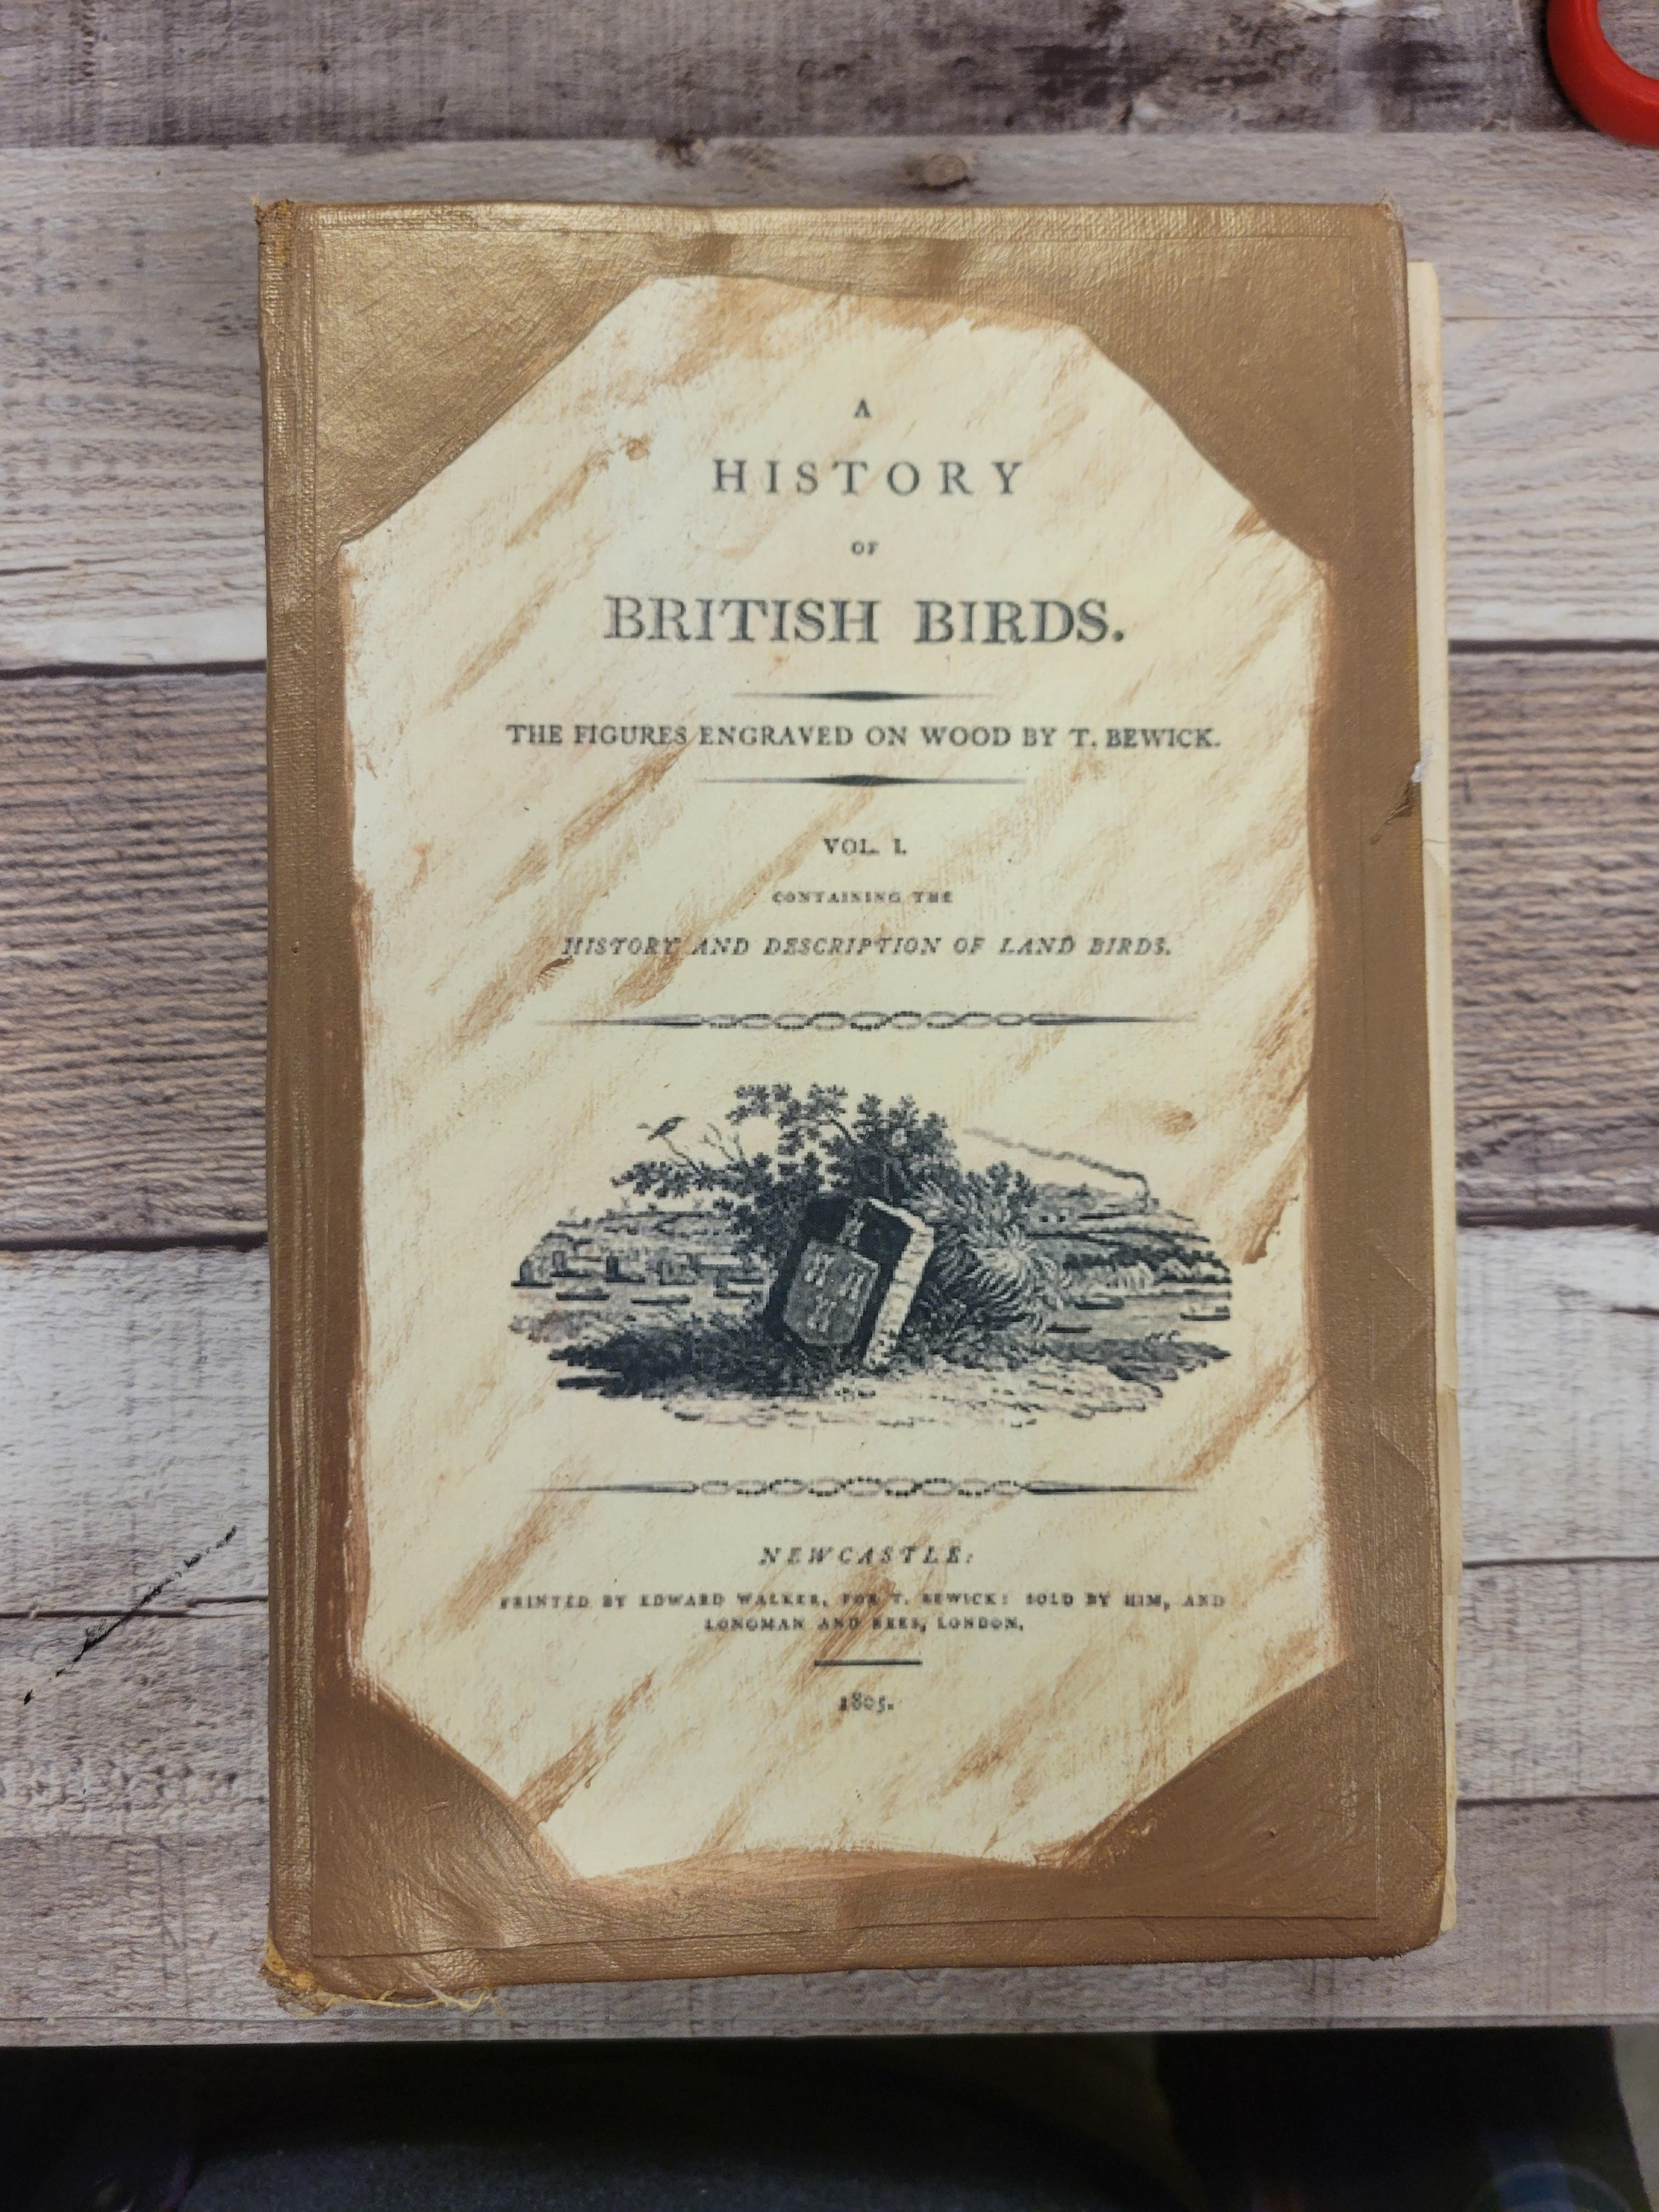 A
HISTORY
OF
BRITISH BIRDS.
THE FIGURES ENGRAVED ON WOOD BY T. BEWICK.
VOL. I.
CONTAINING THE
HISTORY AND DESCRIPTION OF LAND BIRDS.
NEWCASTLE:
PRINTED BY EDWARD WALKER, FOR T. BEWICK: SOLD BY HIM, AND
LONGMAN AND REES, LONDON.
1805.